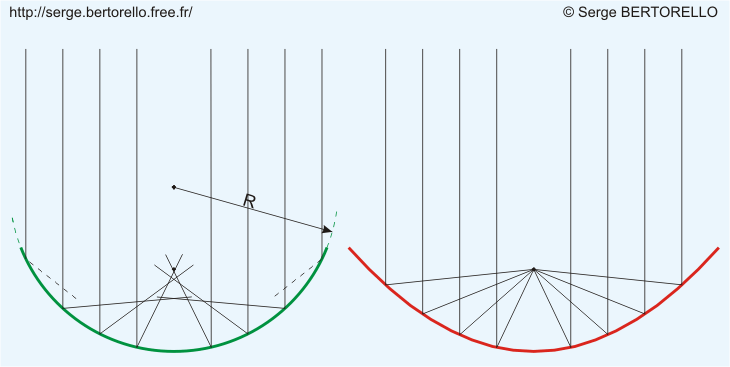 http://serge.bertorello.free.fr/
© Serge BERTORELLO
R